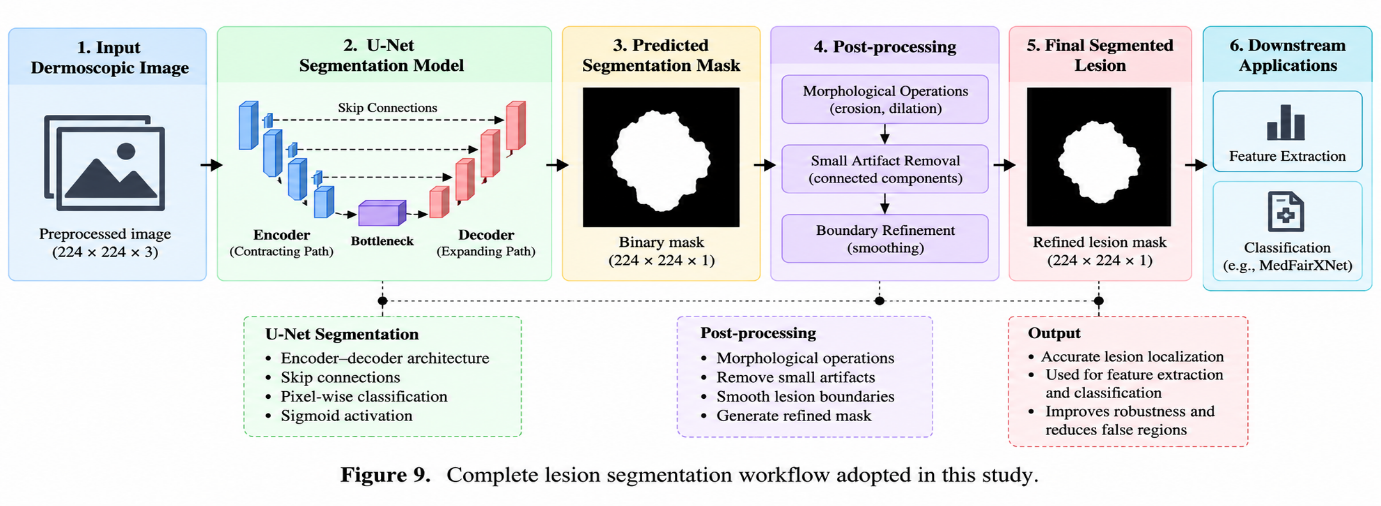 1. Input
Dermoscopic Image
Preprocessed image
(224 × 224 × 3)
2. U-Net
Segmentation Model
Skip Connections
Encoder
(Contracting Path)
Bottleneck
Decoder
(Expanding Path)
3. Predicted
Segmentation Mask
Binary mask
(224 × 224 × 1)
4. Post-processing
Morphological Operations
(erosion, dilation)
Small Artifact Removal
(connected components)
Boundary Refinement
(smoothing)
5. Final Segmented
Lesion
Refined lesion mask
(224 × 224 × 1)
6. Downstream
Applications
Feature Extraction
Classification
(e.g., MedFairXNet)
U-Net Segmentation
• Encoder–decoder architecture
• Skip connections
• Pixel-wise classification
• Sigmoid activation
Post-processing
• Morphological operations
• Remove small artifacts
• Smooth lesion boundaries
• Generate refined mask
Output
• Accurate lesion localization
• Used for feature extraction
and classification
• Improves robustness and
reduces false regions
Figure 9. Complete lesion segmentation workflow adopted in this study.